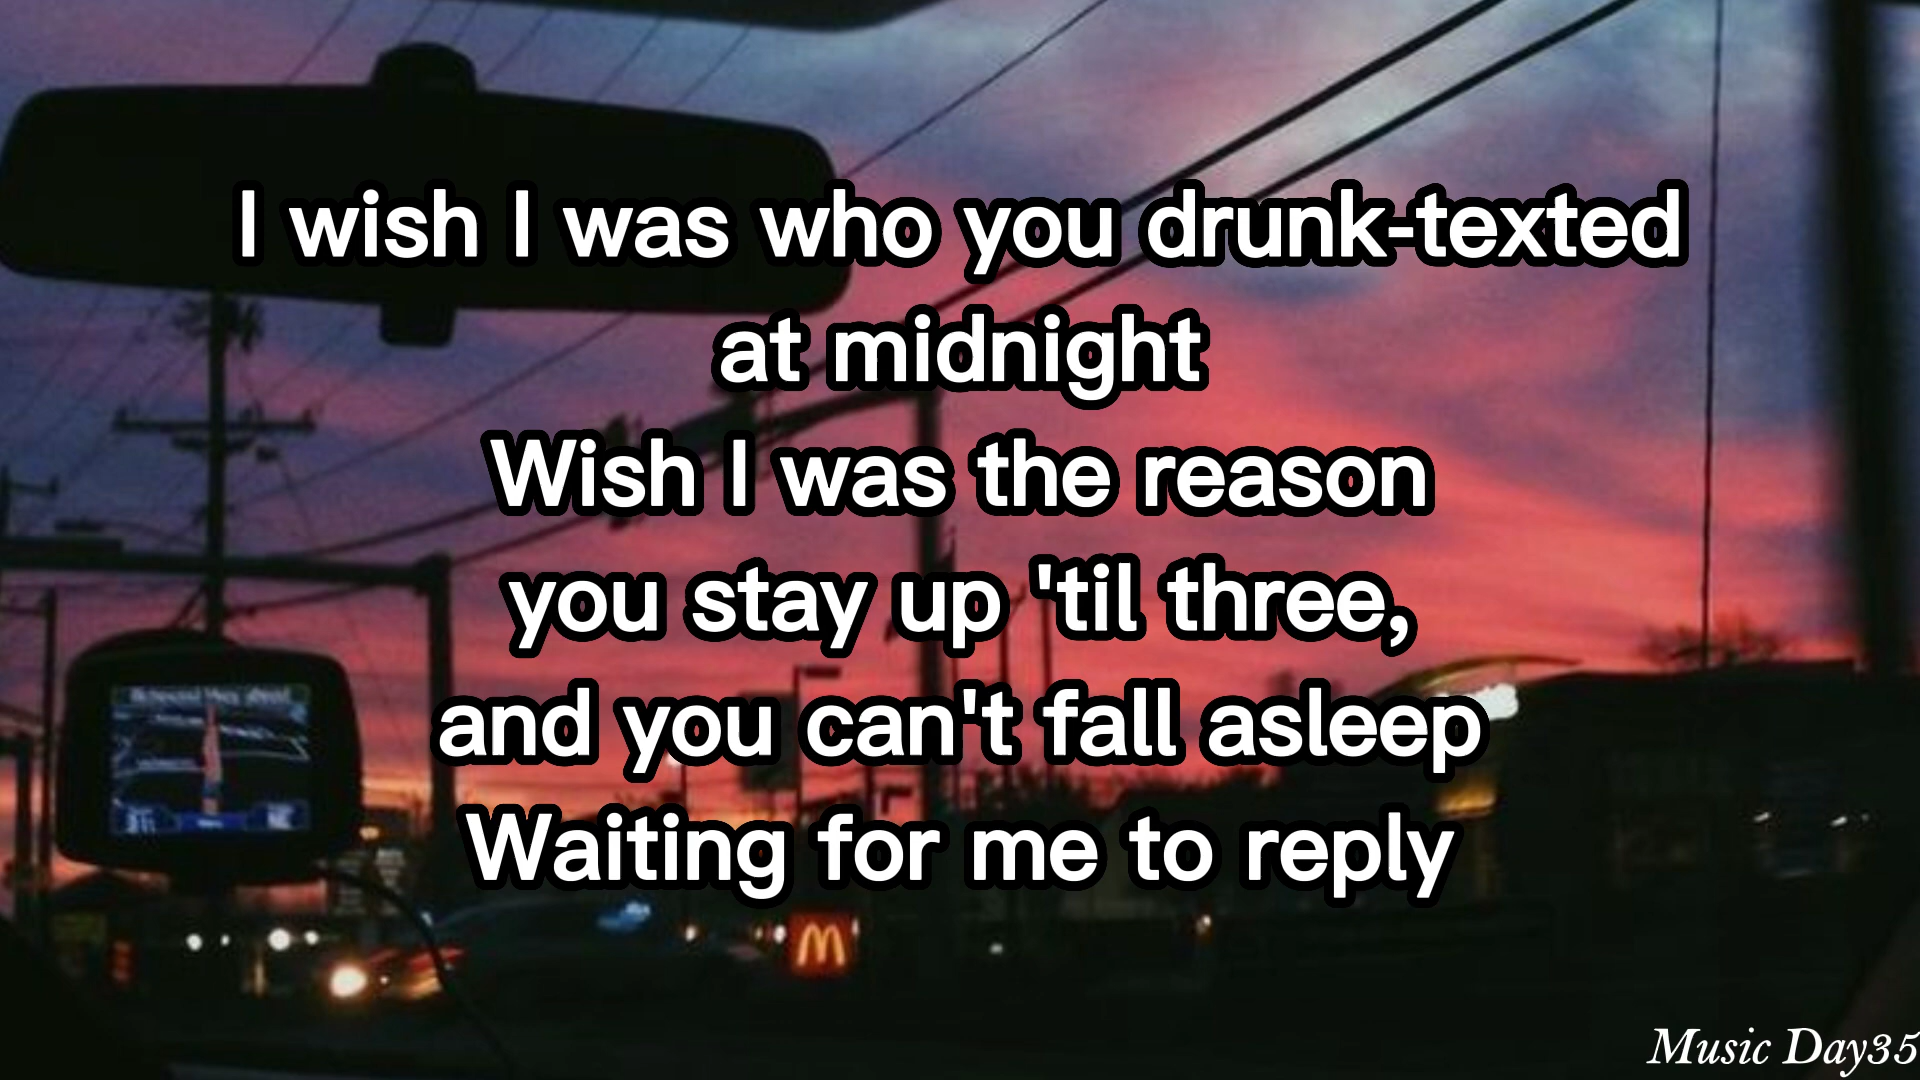 I wish I was who you drunk-texted
at midnight
Wish I was the reason
you stay up 'til three,
and you can't fall asleep
Waiting for me to reply
M
Music Day35